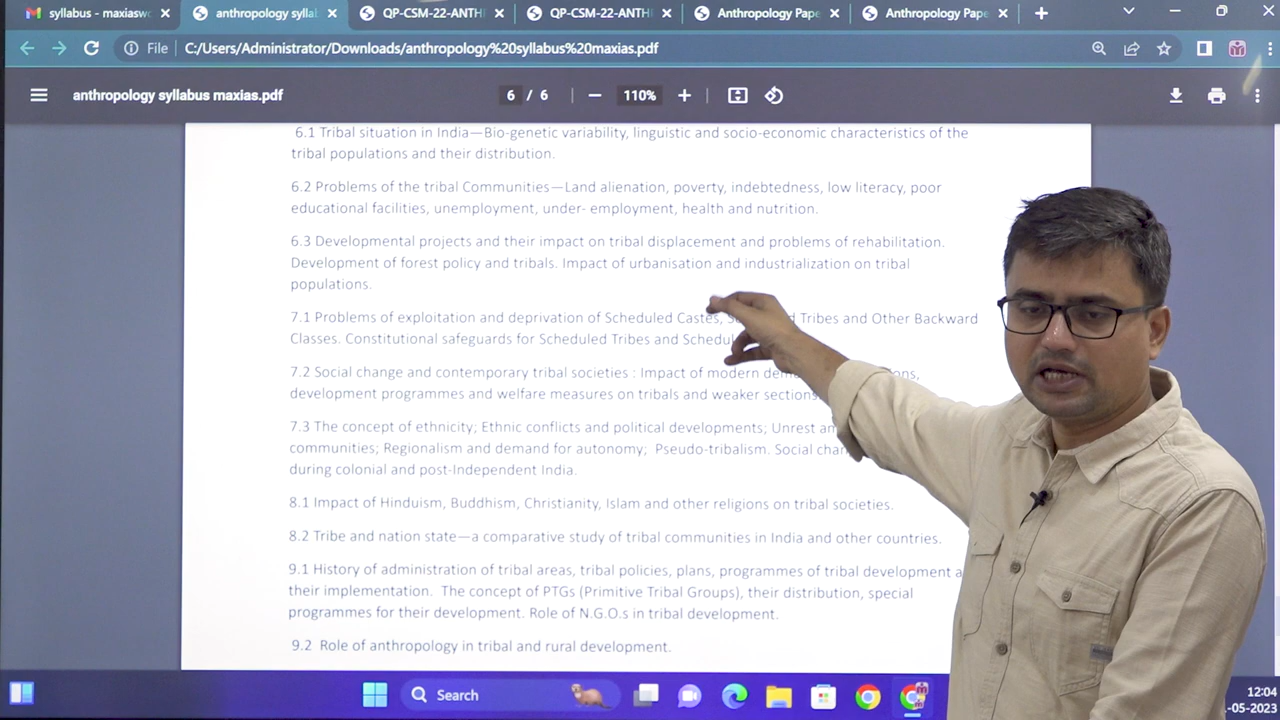 syllabus - maxiasw
anthropology syllab
QP-CSM-22-ANTH
QP-CSM-22-ANTH
Anthropology Pape
Anthropology Pape
File
C:/Users/Administrator/Downloads/anthropology%20syllabus%20maxias.pdf
anthropology syllabus maxias.pdf
6 / 6
110%
6.1 Tribal situation in India—Bio-genetic variability, linguistic and socio-economic characteristics of the
tribal populations and their distribution.
6.2 Problems of the tribal Communities—Land alienation, poverty, indebtedness, low literacy, poor
educational facilities, unemployment, under- employment, health and nutrition.
6.3 Developmental projects and their impact on tribal displacement and problems of rehabilitation.
Development of forest policy and tribals. Impact of urbanisation and industrialization on tribal
populations.
7.1 Problems of exploitation and deprivation of Scheduled Castes, Tribes and Other Backward
Classes. Constitutional safeguards for Scheduled Tribes and
7.2 Social change and contemporary tribal societies : Impact of modern
development programmes and welfare measures on tribals and weaker sections
7.3 The concept of ethnicity; Ethnic conflicts and political developments; Unrest
communities; Regionalism and demand for autonomy; Pseudo-tribalism. Social
during colonial and post-Independent India.
8.1 Impact of Hinduism, Buddhism, Christianity, Islam and other religions on tribal societies.
8.2 Tribe and nation state—a comparative study of tribal communities in India and other countries.
9.1 History of administration of tribal areas, tribal policies, plans, programmes of tribal development
their implementation. The concept of PTGs (Primitive Tribal Groups), their distribution, special
programmes for their development. Role of N.G.O.s in tribal development.
9.2 Role of anthropology in tribal and rural development.
Search
12:04
-05-2023